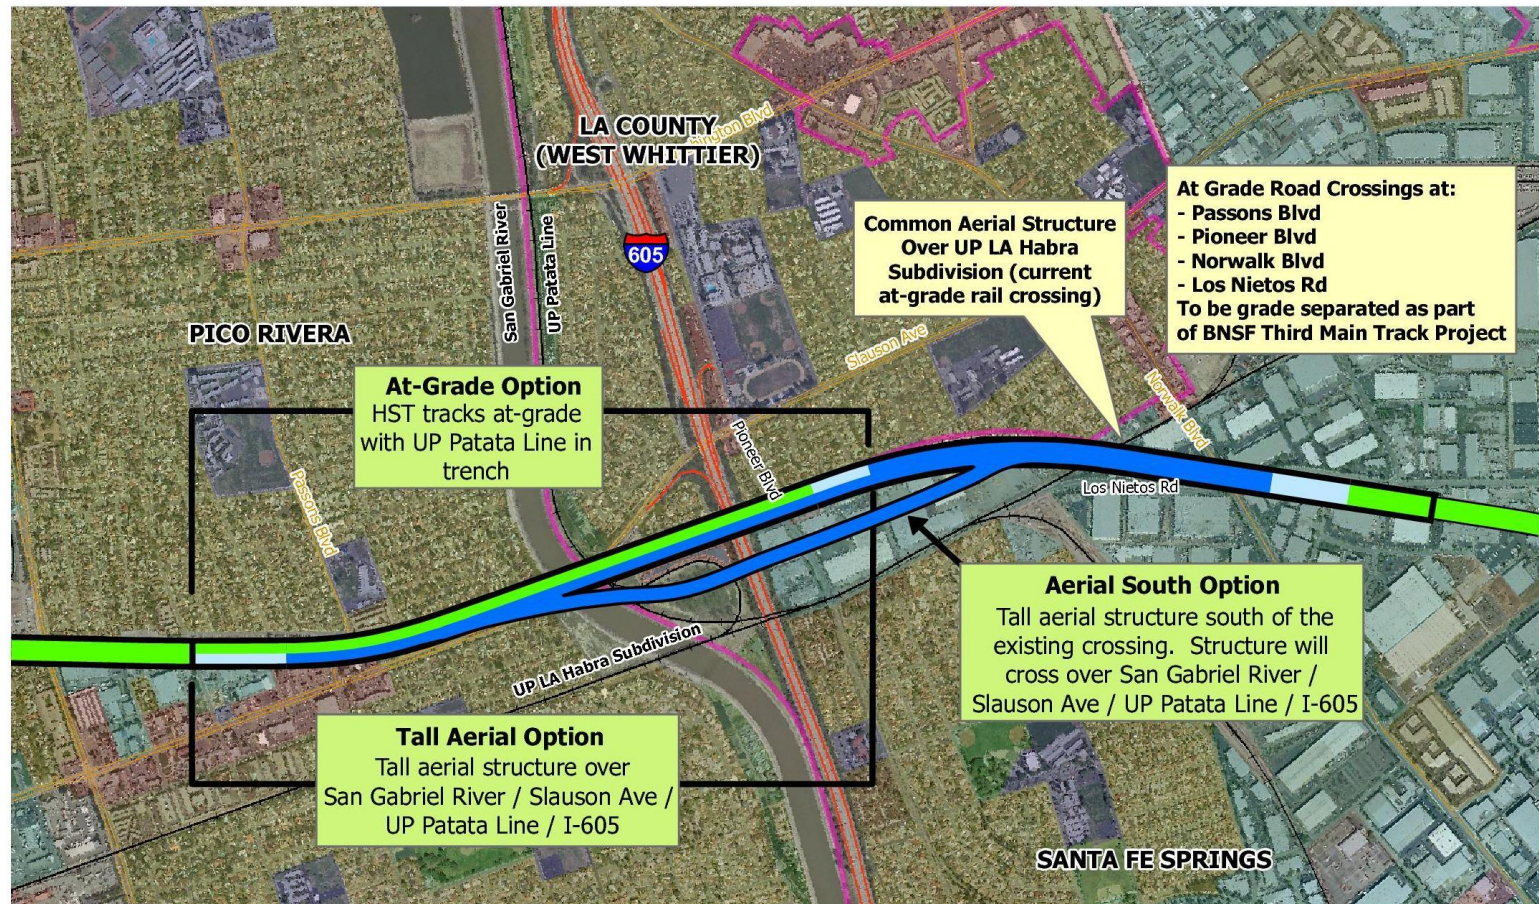 LA COUNTY
(WEST WHITTIER)
hington Blvd
At Grade Road Crossings at:
- Passons Blvd
- Pioneer Blvd
- Norwalk Blvd
- Los Nietos Rd
To be grade separated as part
of BNSF Third Main Track Project
Common Aerial Structure
Over UP LA Habra
Subdivision (current
at-grade rail crossing)
San Gabriel River
UP Patata Line
605
PICO RIVERA
Slauson Ave
At-Grade Option
HST tracks at-grade
with UP Patata Line in
trench
Norwalk Blvd
Pioneer Blvd
Passons Blvd
Los Nietos Rd
Aerial South Option
Tall aerial structure south of the
existing crossing. Structure will
cross over San Gabriel River /
Slauson Ave / UP Patata Line / I-605
UP LA Habra Subdivision
Tall Aerial Option
Tall aerial structure over
San Gabriel River / Slauson Ave /
UP Patata Line / I-605
SANTA FE SPRINGS